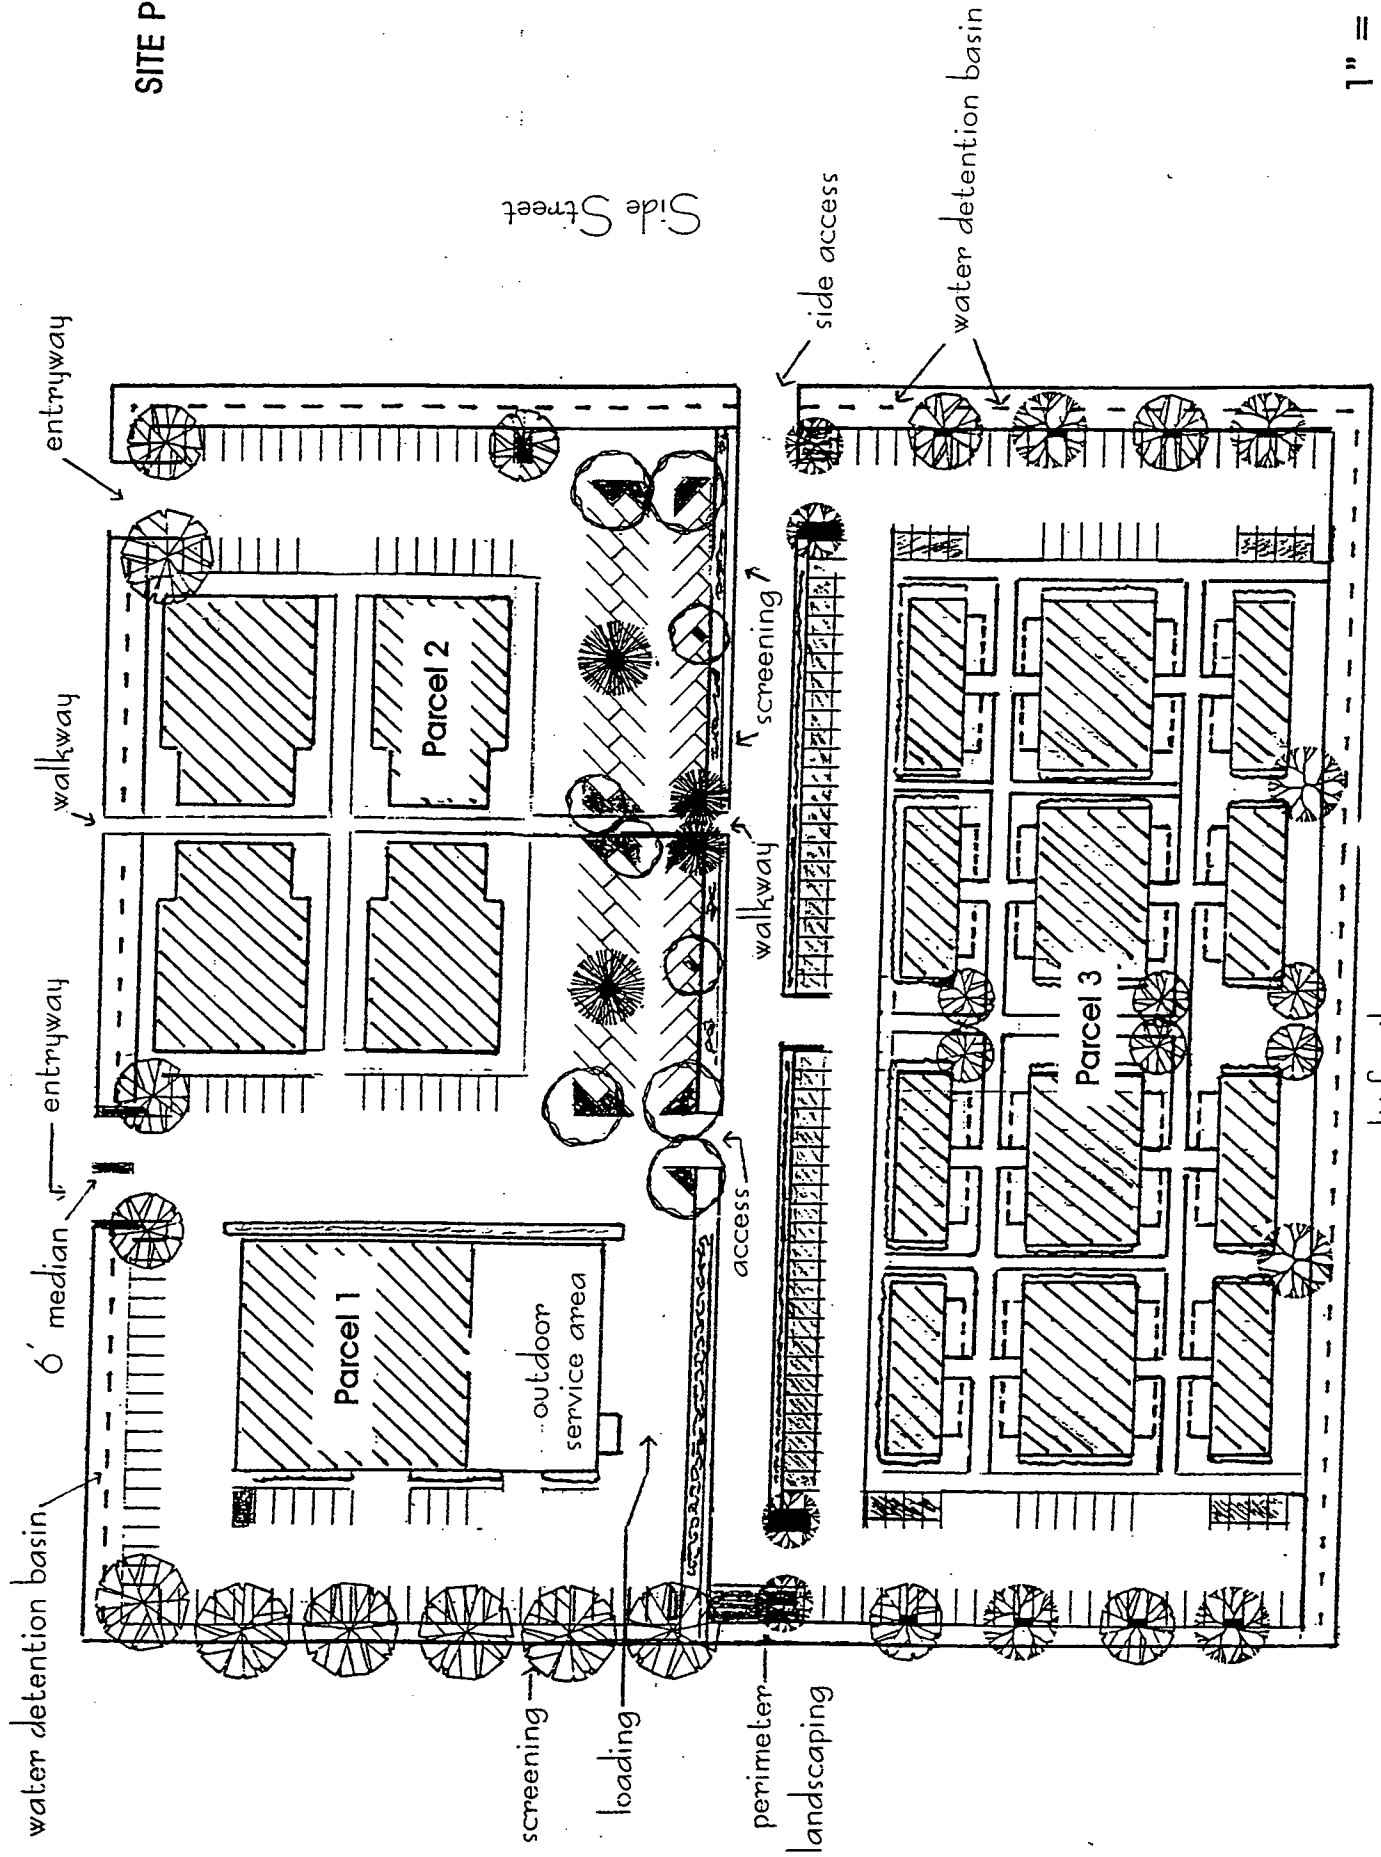 SITE P
water detention basin
6' median
entryway
walkway
entryway
Parcel 1
outdoor
service area
Parcel 2
Side Street
screening
loading
access
walkway
screening
side access
perimeter
landscaping
water detention basin
Parcel 3
1" =